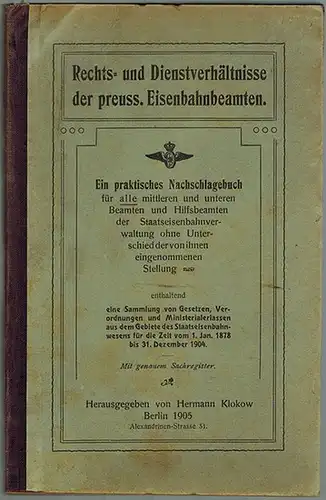 Rechts- und Dienstverhältnisse
der preuss. Eisenbahnbeamten.
Ein praktisches Nachschlagebuch
für alle mittleren und unteren
Beamten und Hilfsbeamten
der Staatseisenbahnver-
waltung ohne Unter-
schied der von ihnen
eingenommenen
Stellung
enthaltend
eine Sammlung von Gesetzen, Ver-
ordnungen und Ministerialerlassen
aus dem Gebiete des Staatseisenbahn-
wesens für die Zeit vom 1. Jan. 1878
bis 31. Dezember 1904.
Mit genauem Sachregister.
Herausgegeben von Hermann Klokow
Berlin 1905
Alexandrinen-Strasse 51.